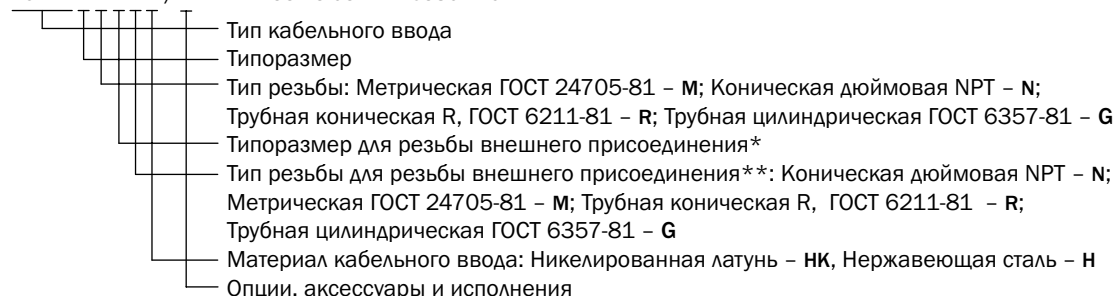 Тип кабельного ввода
Типоразмер
Тип резьбы: Метрическая ГОСТ 24705-81 – М; Коническая дюймовая NPT – N;
Трубная коническая R, ГОСТ 6211-81 – R; Трубная цилиндрическая ГОСТ 6357-81 – G
Типоразмер для резьбы внешнего присоединения*
Тип резьбы для резьбы внешнего присоединения**: Коническая дюймовая NPT – N;
Метрическая ГОСТ 24705-81 – М; Трубная коническая R, ГОСТ 6211-81 – R;
Трубная цилиндрическая ГОСТ 6357-81 – G
Материал кабельного ввода: Никелированная латунь – НК, Нержавеющая сталь – Н
Опции, аксессуары и исполнения